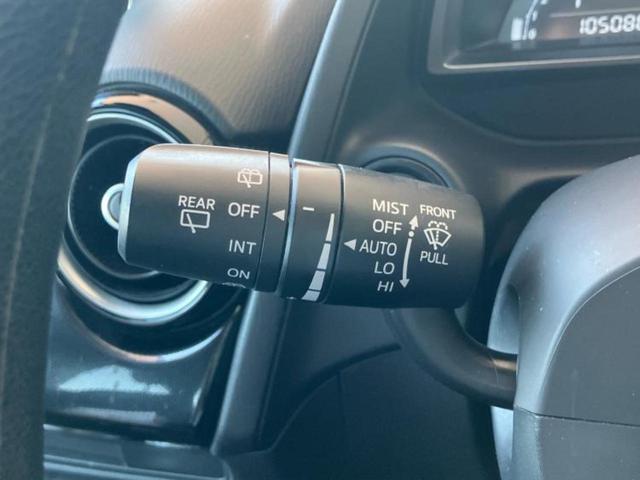 105088
REAR
OFF
INT
ON
MIST
OFF
AUTO
LO
HI
FRONT
PULL